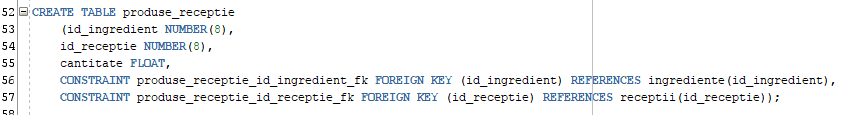 52 CREATE TABLE produse_receptie
53 (id_ingredient NUMBER(8),
54 id_receptie NUMBER(8),
55 cantitate FLOAT,
56 CONSTRAINT produse_receptie_id_ingredient_fk FOREIGN KEY (id_ingredient) REFERENCES ingrediente(id_ingredient),
57 CONSTRAINT produse_receptie_id_receptie_fk FOREIGN KEY (id_receptie) REFERENCES receptii(id_receptie));
58